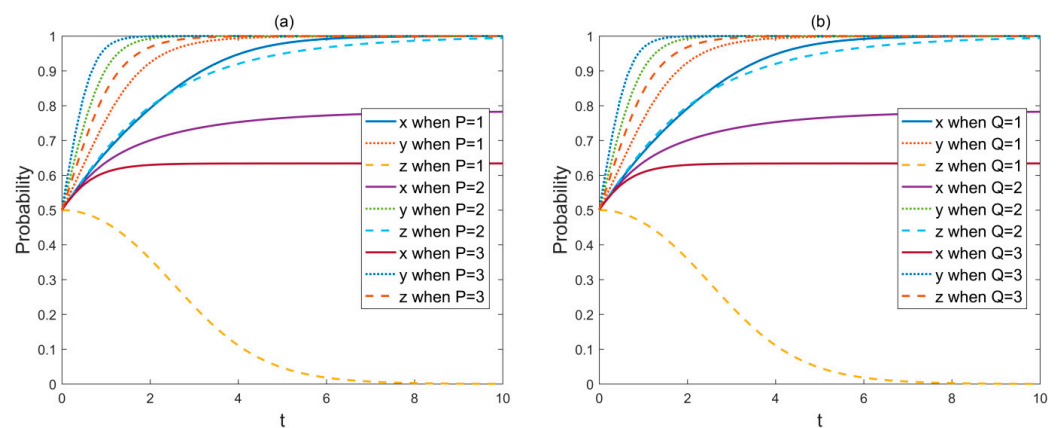 (a)
Probability
1
0.9
0.8
0.7
0.6
0.5
0.4
0.3
0.2
0.1
0
0 2 4 6 8 10
t
x when P=1
y when P=1
z when P=1
x when P=2
y when P=2
z when P=2
x when P=3
y when P=3
z when P=3
(b)
Probability
1
0.9
0.8
0.7
0.6
0.5
0.4
0.3
0.2
0.1
0
0 2 4 6 8 10
t
x when Q=1
y when Q=1
z when Q=1
x when Q=2
y when Q=2
z when Q=2
x when Q=3
y when Q=3
z when Q=3